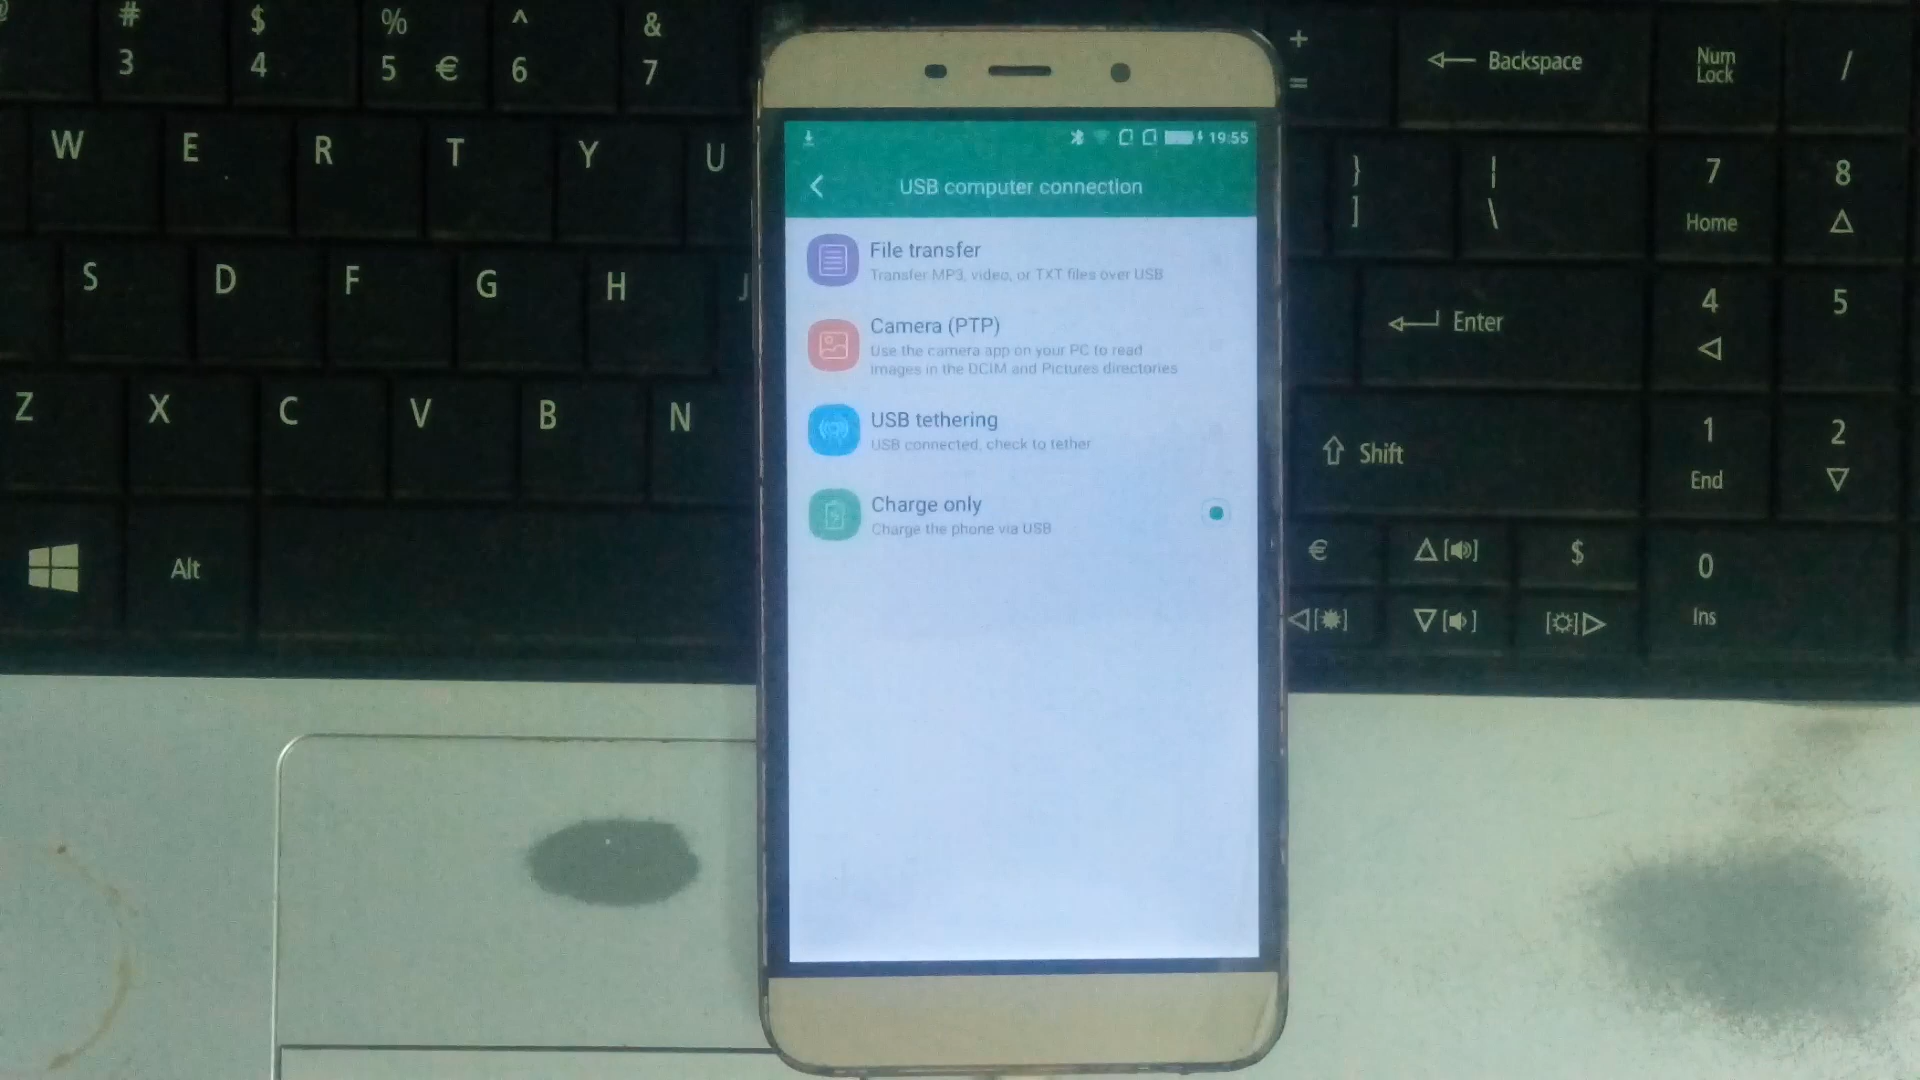 # $ % ^ &
3 4 5 € 6 7
+
=
← Backspace
Num
Lock
/
W E R T Y U
}
]
|
\
7
Home
8
S D F G H J
← Enter
4
5
Z X C V B N
⇧ Shift
1
End
2
Alt
€
$
0
Ins
19:55
USB computer connection
File transfer
Transfer MP3, video, or TXT files over USB
Camera (PTP)
Use the camera app on your PC to read
images in the DCIM and Pictures directories
USB tethering
USB connected, check to tether
Charge only
Charge the phone via USB